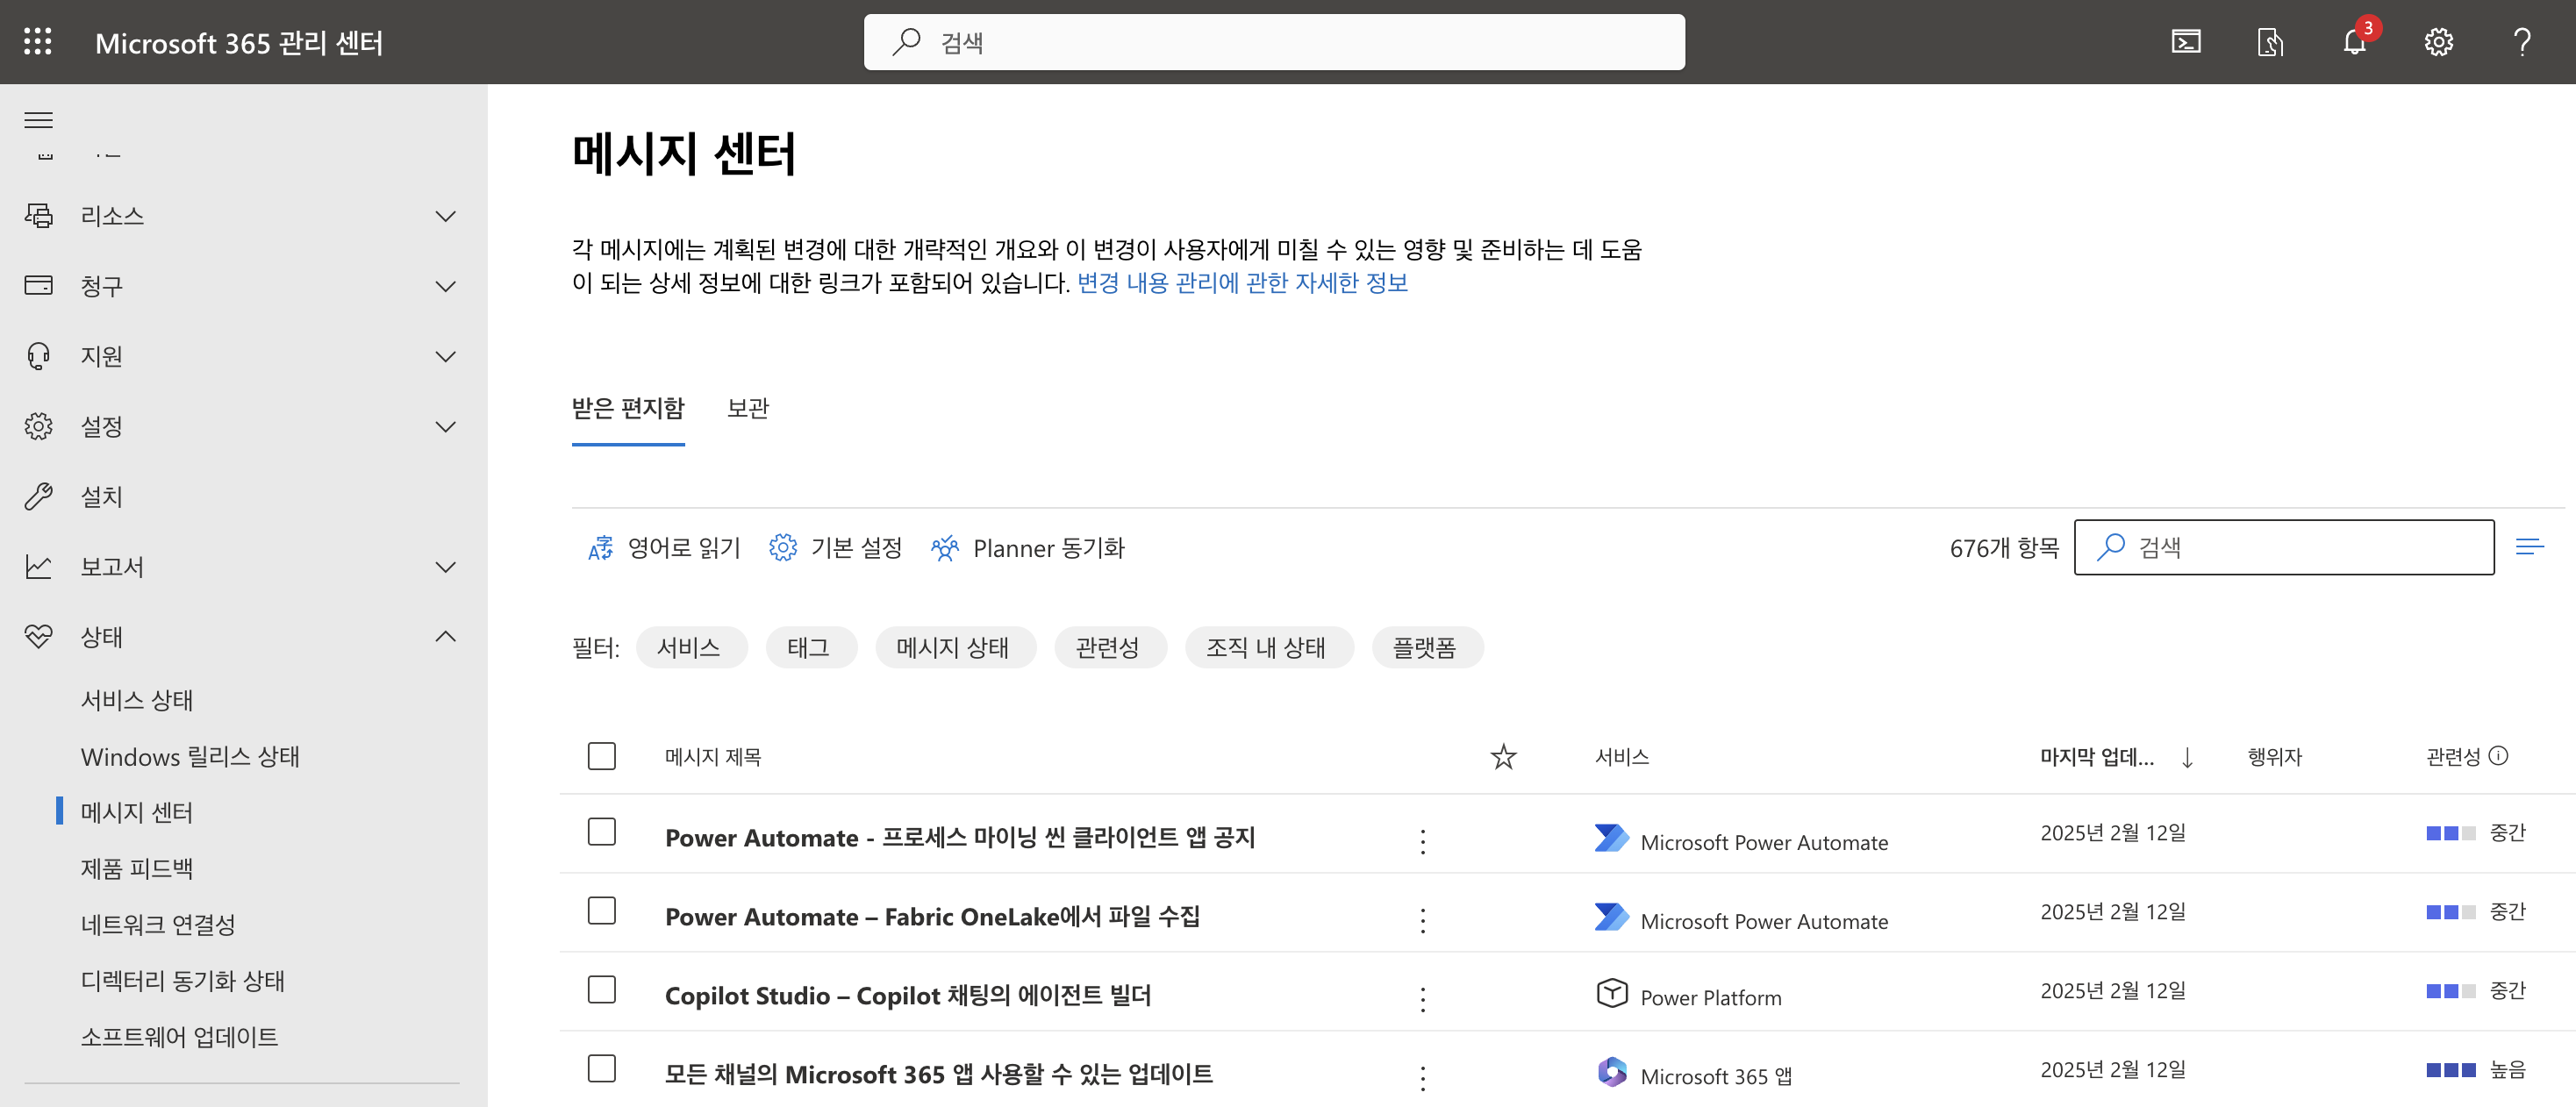 Microsoft 365 관리 센터
검색
3
리소스
청구
지원
설정
설치
보고서
상태
서비스 상태
Windows 릴리스 상태
메시지 센터
제품 피드백
네트워크 연결성
디렉터리 동기화 상태
소프트웨어 업데이트
메시지 센터
각 메시지에는 계획된 변경에 대한 개략적인 개요와 이 변경이 사용자에게 미칠 수 있는 영향 및 준비하는 데 도움
이 되는 상세 정보에 대한 링크가 포함되어 있습니다. 변경 내용 관리에 관한 자세한 정보
받은 편지함 보관
영어로 읽기 기본 설정 Planner 동기화 676개 항목 검색
필터: 서비스 태그 메시지 상태 관련성 조직 내 상태 플랫폼
메시지 제목 서비스 마지막 업데... ↓ 행위자 관련성
Power Automate - 프로세스 마이닝 씬 클라이언트 앱 공지 Microsoft Power Automate 2025년 2월 12일 중간
Power Automate – Fabric OneLake에서 파일 수집 Microsoft Power Automate 2025년 2월 12일 중간
Copilot Studio – Copilot 채팅의 에이전트 빌더 Power Platform 2025년 2월 12일 중간
모든 채널의 Microsoft 365 앱 사용할 수 있는 업데이트 Microsoft 365 앱 2025년 2월 12일 높음